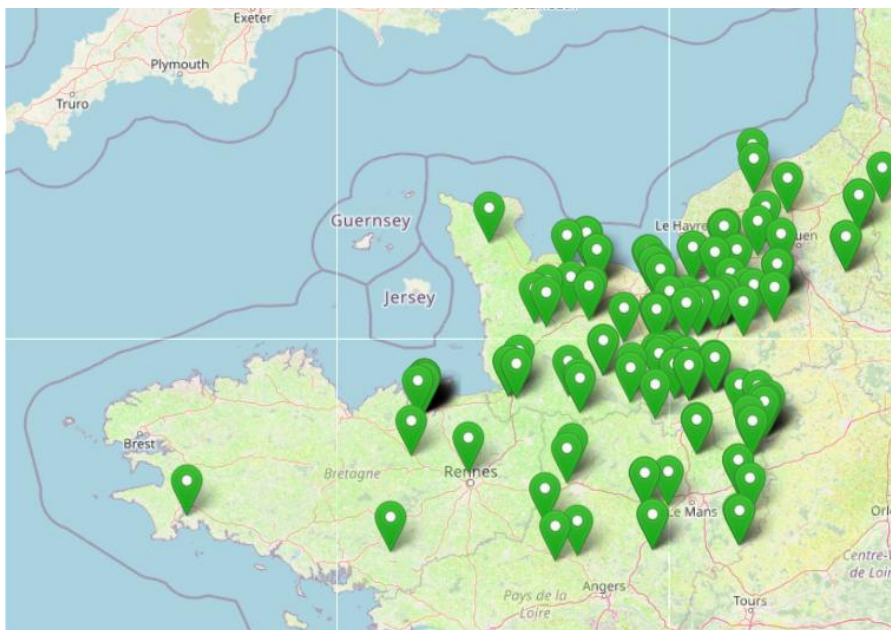 Exeter
Plymouth
Truro
Guernsey
Le Havre
uen
Jersey
Brest
Bretagne
Rennes
Le Mans
Orl
Angers
Centre-V
de Loir
Pays de la
Loire
Tours